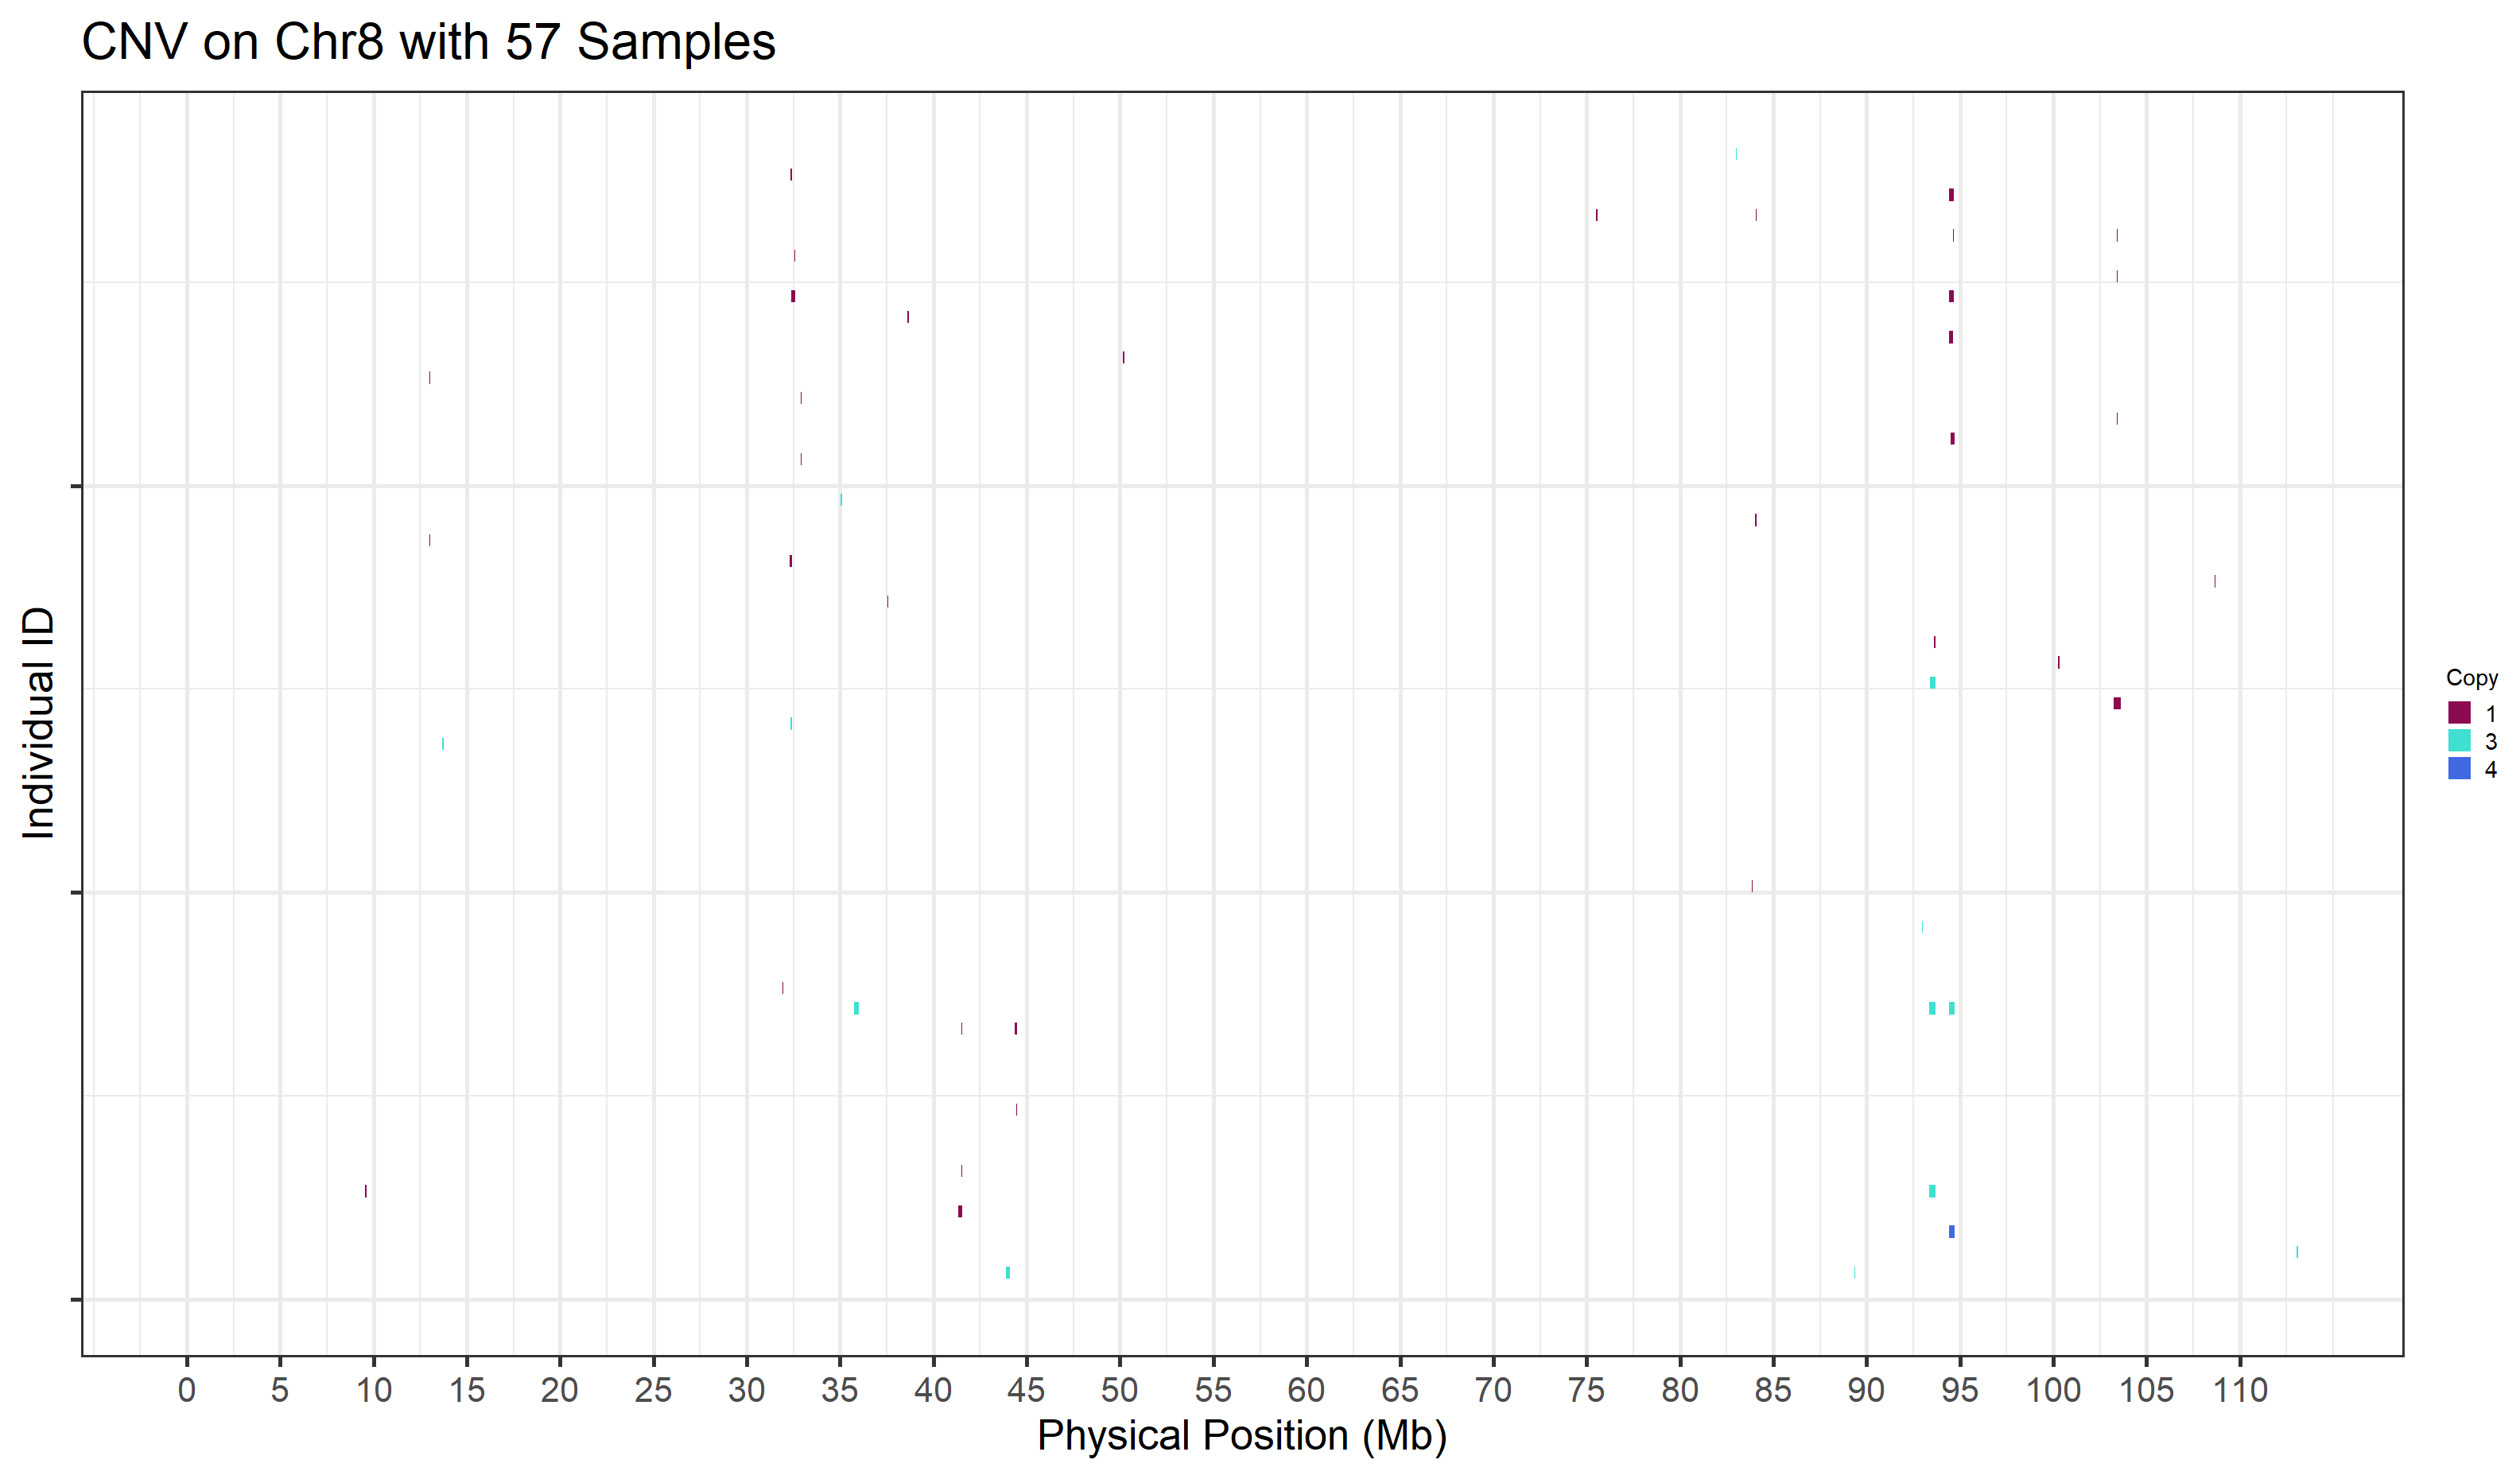 CNV on Chr8 with 57 Samples
Individual ID
Copy
1
3
4
0 5 10 15 20 25 30 35 40 45 50 55 60 65 70 75 80 85 90 95 100 105 110
Physical Position (Mb)